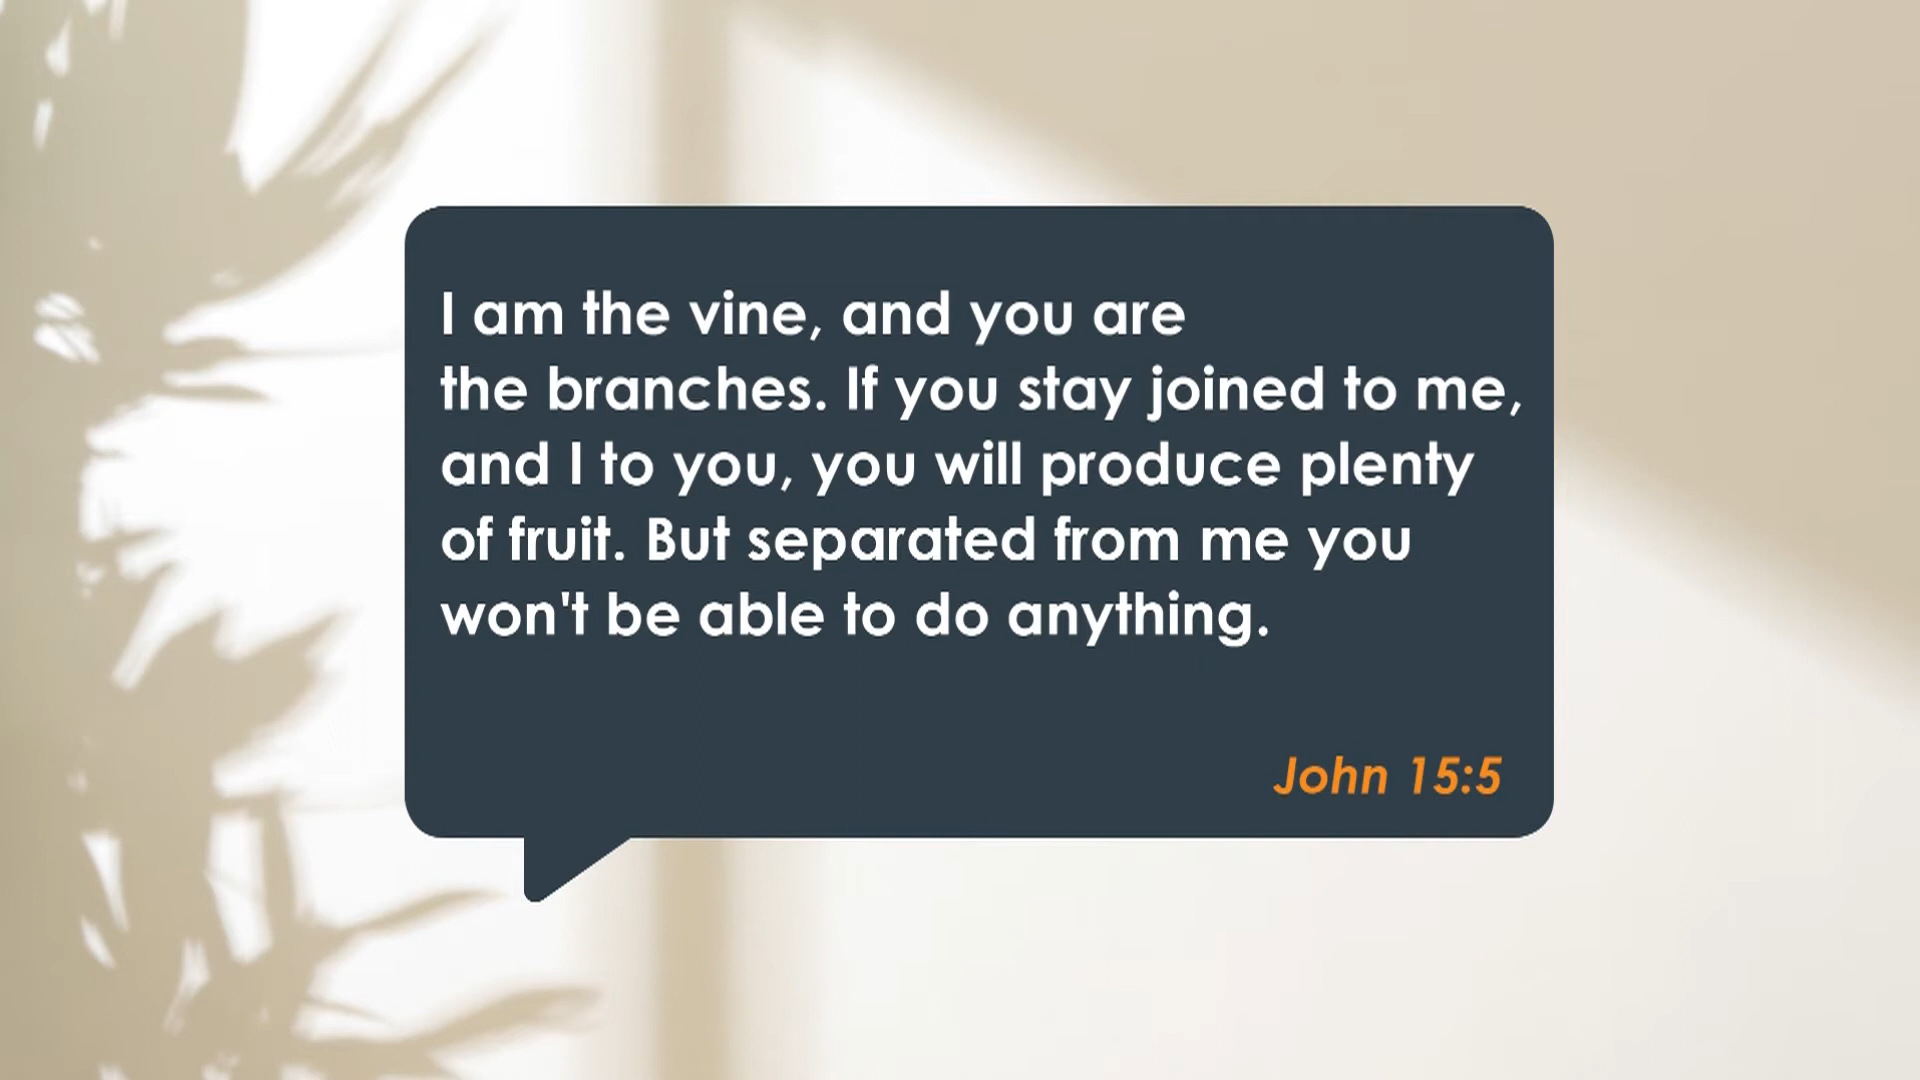 I am the vine, and you are
the branches. If you stay joined to me,
and I to you, you will produce plenty
of fruit. But separated from me you
won't be able to do anything.
John 15:5